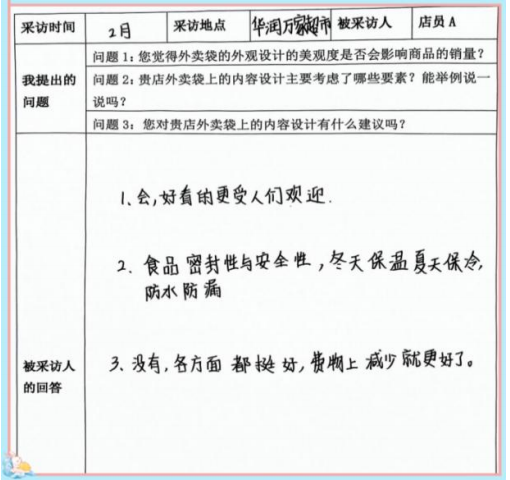 采访时间 2月 采访地点 华润万家超市 被采访人 店员 A
问题 1：您觉得外卖袋的外观设计的美观度是否会影响商品的销量？
我提出的问题
问题 2：贵店外卖袋上的内容设计主要考虑了哪些要素？能举例说一
说吗？
问题 3：您对贵店外卖袋上的内容设计有什么建议吗？
1、会,好看的更受人们欢迎.
2. 食品密封性与安全性，冬天保温夏天保冷,
防水防漏
被采访人的回答
3、没有,各方面都挺好,费物上减少就更好了。